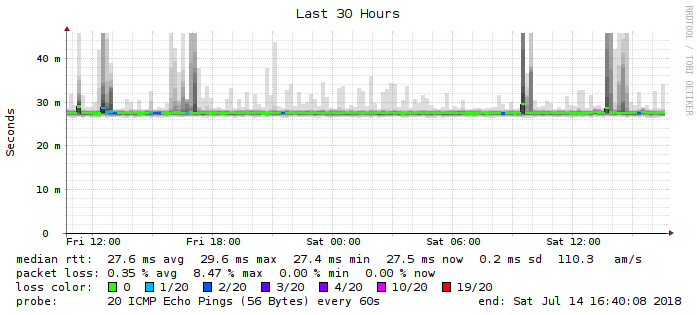 Last 30 Hours
RRDTOOL / TOBI OETIKER
Seconds
40 m
30 m
20 m
10 m
0
Fri 12:00 Fri 18:00 Sat 00:00 Sat 06:00 Sat 12:00
median rtt: 27.6 ms avg 29.6 ms max 27.4 ms min 27.5 ms now 0.2 ms sd 110.3 am/s
packet loss: 0.35 % avg 8.47 % max 0.00 % min 0.00 % now
loss color: 0 1/20 2/20 3/20 4/20 10/20 19/20
probe: 20 ICMP Echo Pings (56 Bytes) every 60s end: Sat Jul 14 16:40:08 2018